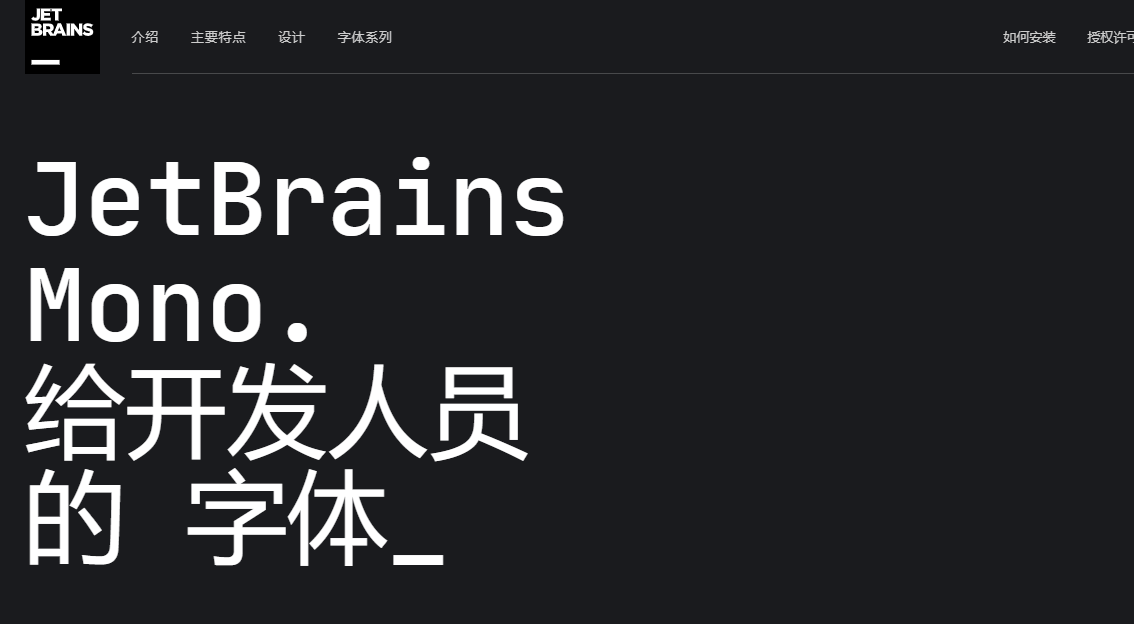 JET
BRAINS
介绍 主要特点 设计 字体系列 如何安装 授权许可
JetBrains
Mono.
给开发人员
的 字体_